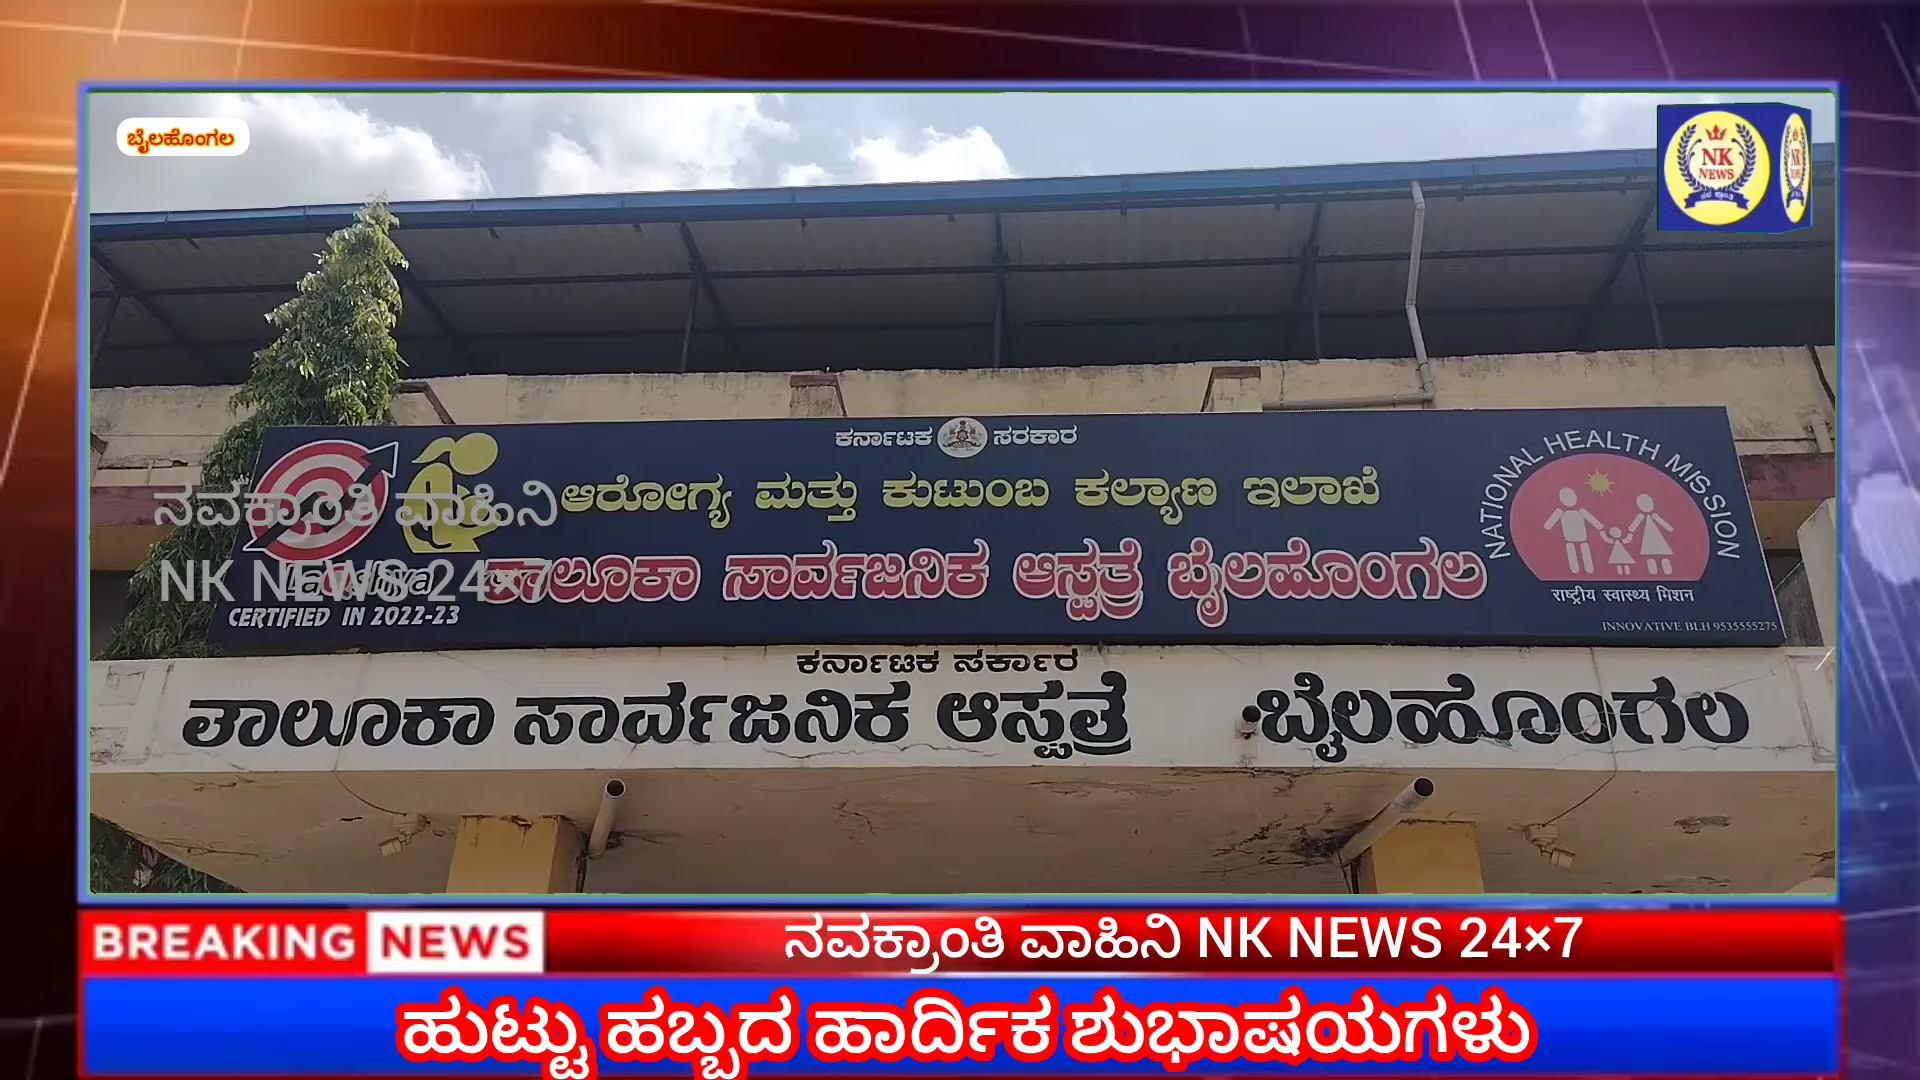 ಬೈಲಹೊಂಗಲ
NK
NEWS
ಕರ್ನಾಟಕ ಸರಕಾರ
ಆರೋಗ್ಯ ಮತ್ತು ಕುಟುಂಬ ಕಲ್ಯಾಣ ಇಲಾಖೆ
ತಾಲೂಕಾ ಸಾರ್ವಜನಿಕ ಆಸ್ಪತ್ರೆ ಬೈಲಹೊಂಗಲ
NATIONAL HEALTH MISSION
राष्ट्रीय स्वास्थ्य मिशन
CERTIFIED IN 2022-23
INNOVATIVE BLH 9535555275
ನವಕ್ರಾಂತಿ ವಾಹಿನಿ
NK NEWS 24×7
ಕರ್ನಾಟಕ ಸರ್ಕಾರ
ತಾಲೂಕಾ ಸಾರ್ವಜನಿಕ ಆಸ್ಪತ್ರೆ ಬೈಲಹೊಂಗಲ
BREAKING NEWS
ನವಕ್ರಾಂತಿ ವಾಹಿನಿ NK NEWS 24×7
ಹುಟ್ಟು ಹಬ್ಬದ ಹಾರ್ದಿಕ ಶುಭಾಷಯಗಳು